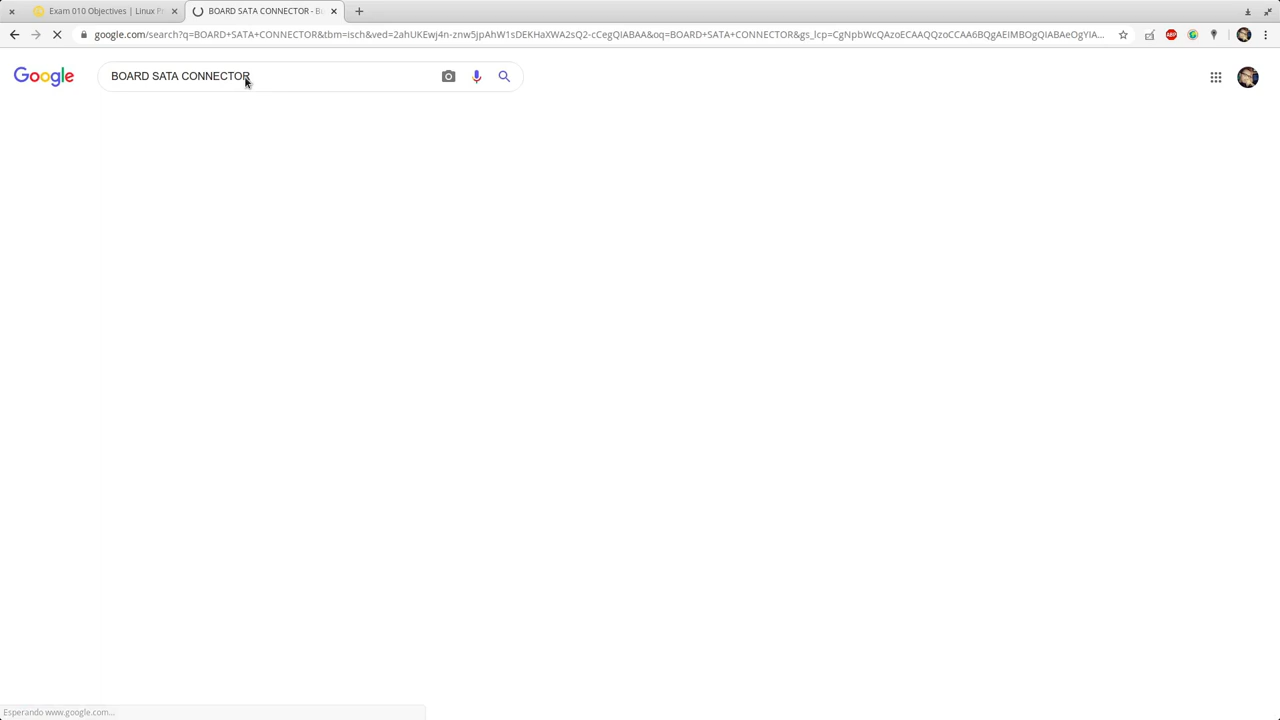 Exam 010 Objectives | Linux P
BOARD SATA CONNECTOR - B
google.com/search?q=BOARD+SATA+CONNECTOR&tbm=isch&ved=2ahUKEwj4n-znw5jpAhW1sDEKHaXWA2sQ2-cCegQIABAA&oq=BOARD+SATA+CONNECTOR&gs_lcp=CgNpbWcQAzoECAAQQzoCCAA6BQgAEIMBOgQIABAeOgYIA...
ABP
Google
BOARD SATA CONNECTOR
Esperando www.google.com...